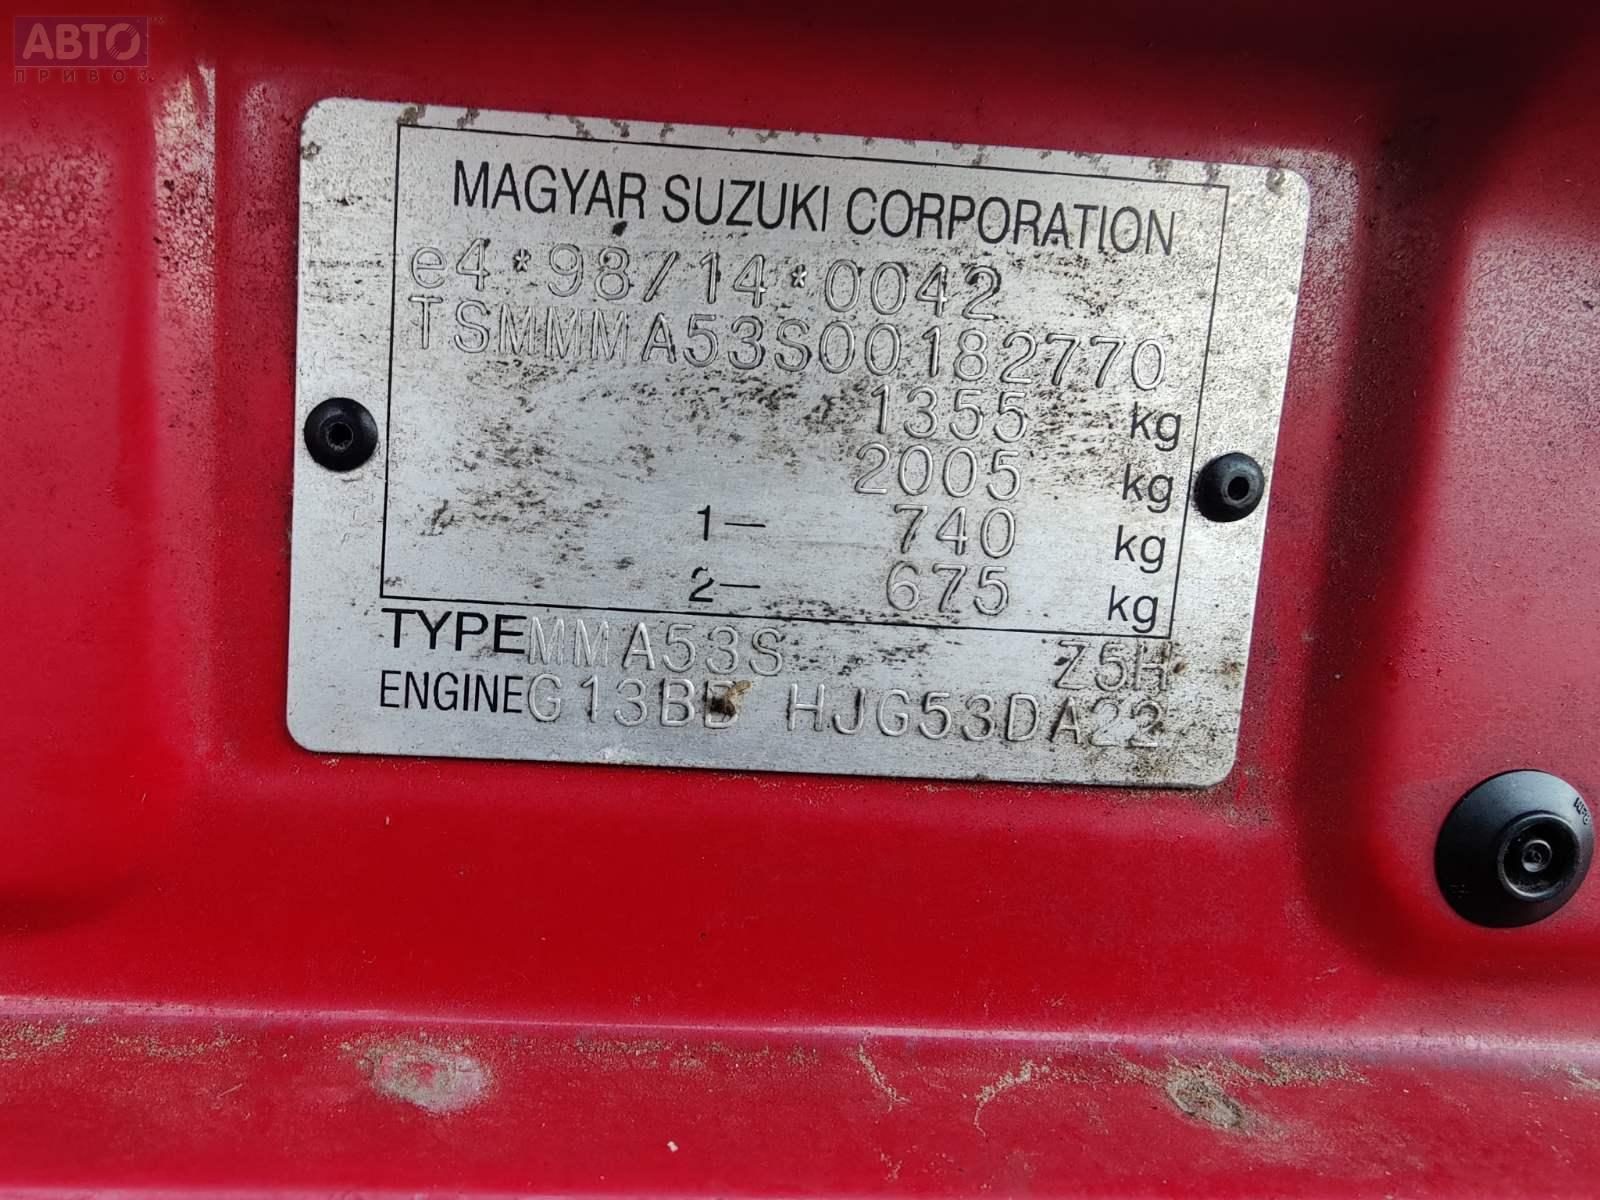 АВТО
ПРИВОЗ
MAGYAR SUZUKI CORPORATION
e4*98/14*0042
TSMMMA53S00182770
1355 kg
2005 kg
1— 740 kg
2— 675 kg
TYPE MMA53S Z5H
ENGINE G13BB HJG53DA22